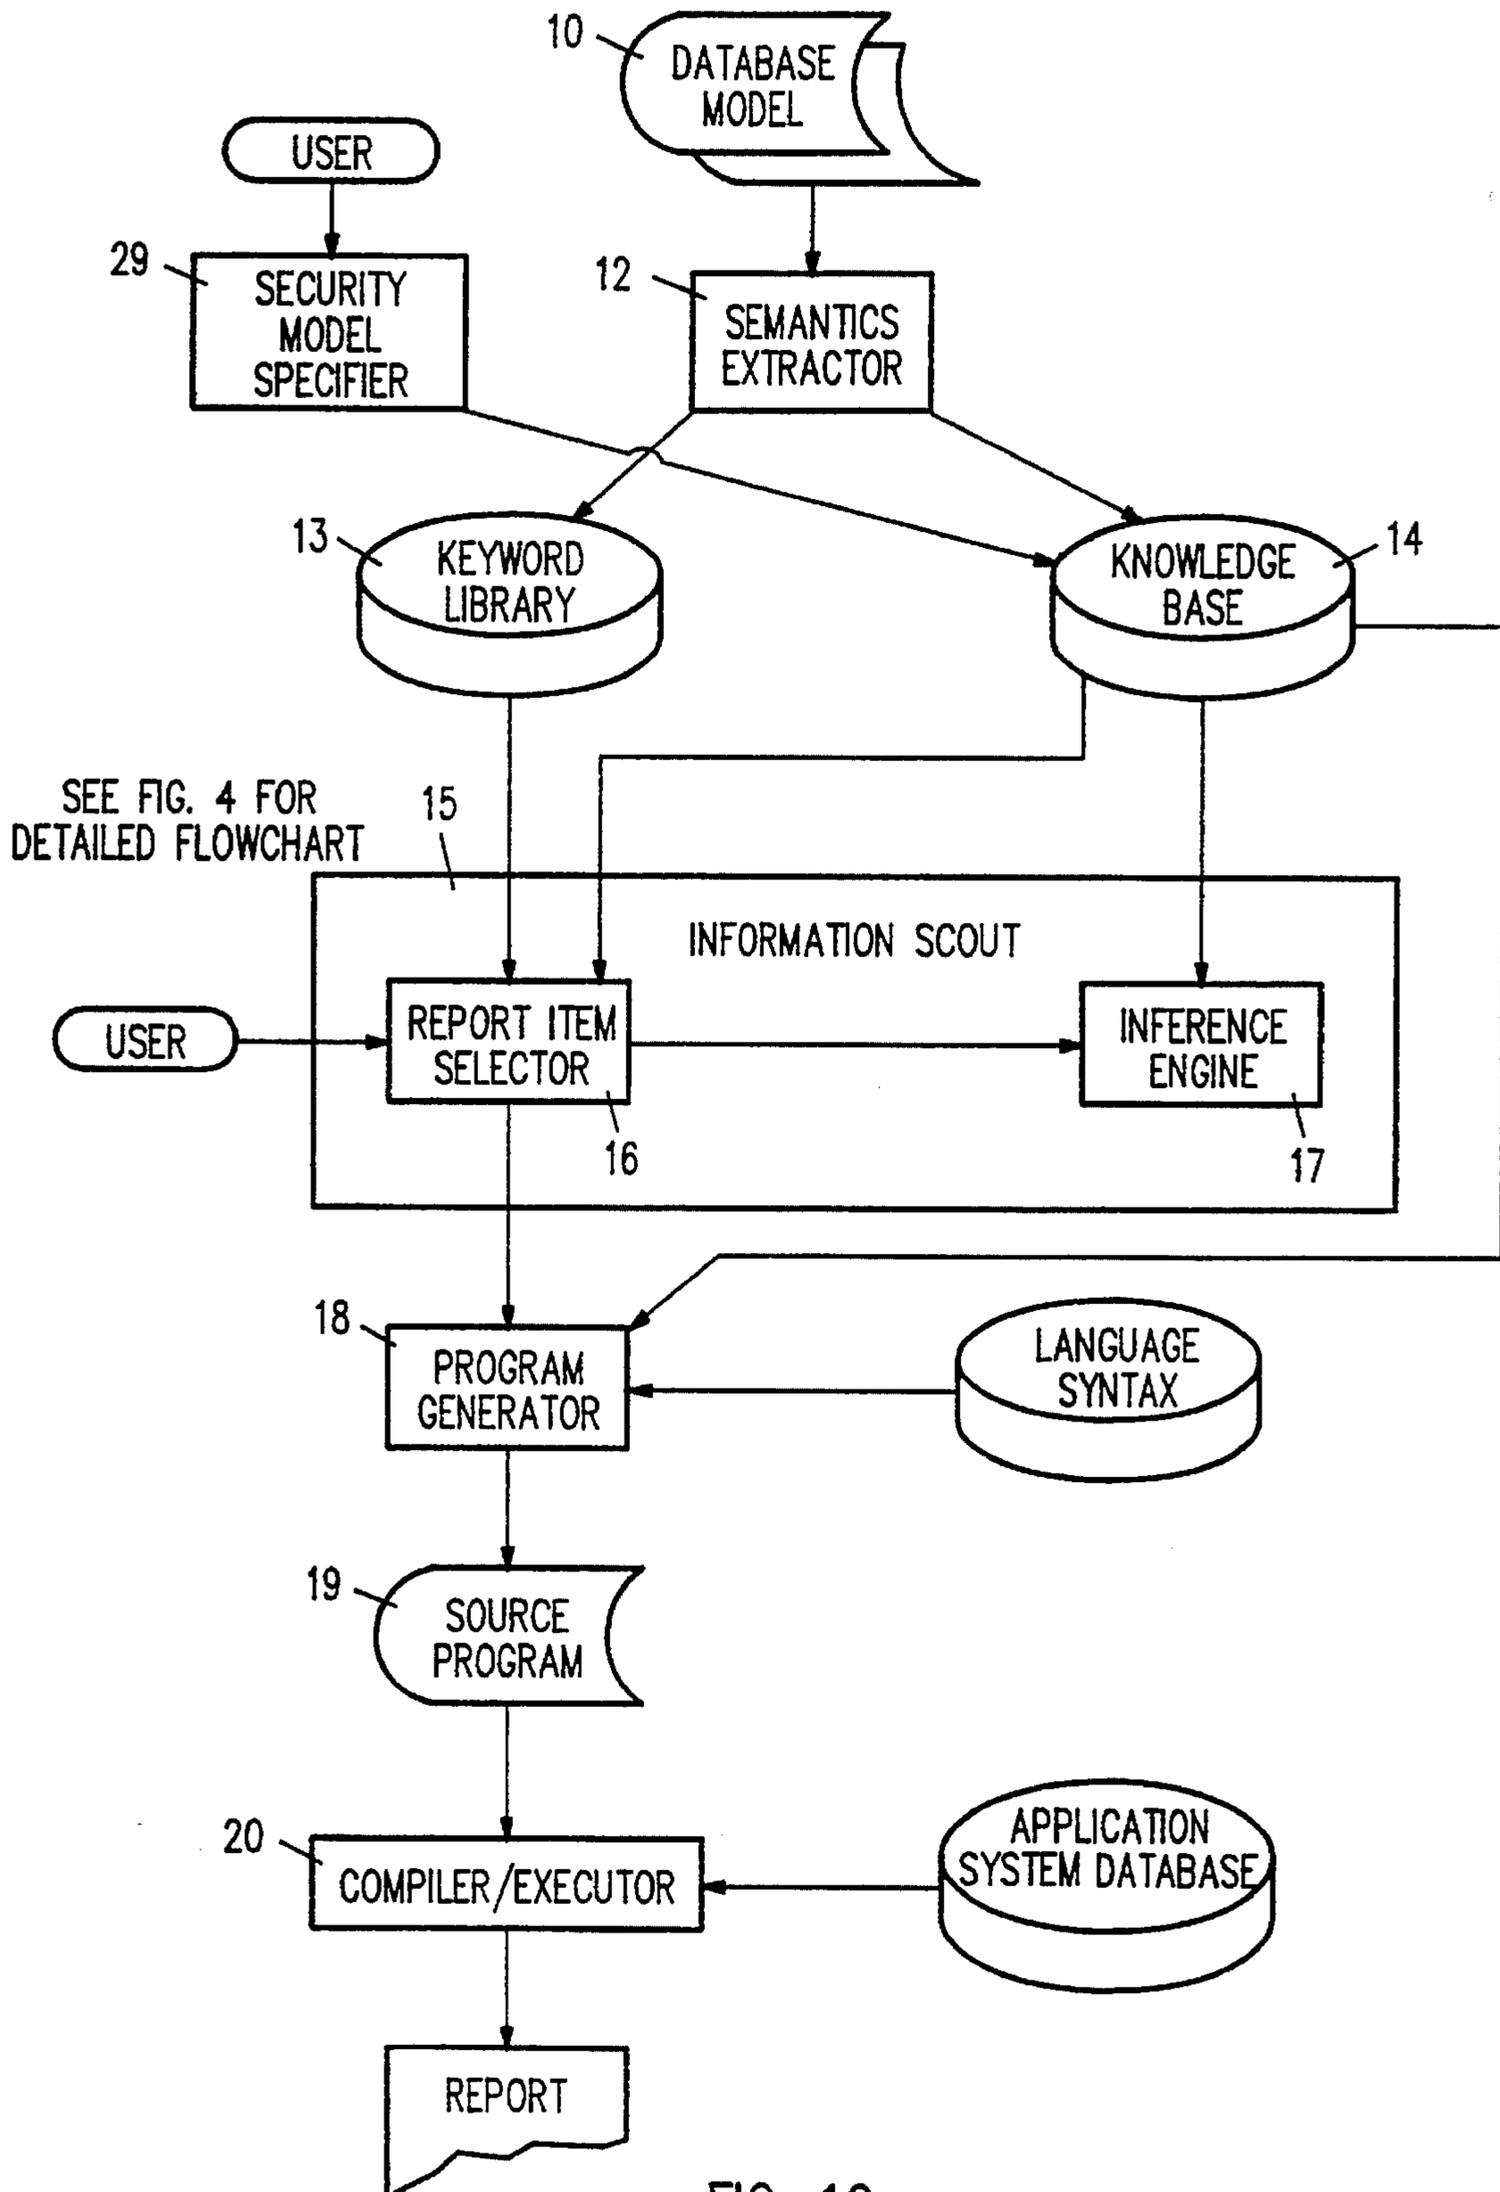 10
DATABASE
MODEL
USER
29
SECURITY
MODEL
SPECIFIER
12
SEMANTICS
EXTRACTOR
13
KEYWORD
LIBRARY
KNOWLEDGE
BASE
14
SEE FIG. 4 FOR
DETAILED FLOWCHART
15
INFORMATION SCOUT
USER
REPORT ITEM
SELECTOR
16
INFERENCE
ENGINE
17
18
PROGRAM
GENERATOR
LANGUAGE
SYNTAX
19
SOURCE
PROGRAM
20
COMPILER/EXECUTOR
APPLICATION
SYSTEM DATABASE
REPORT